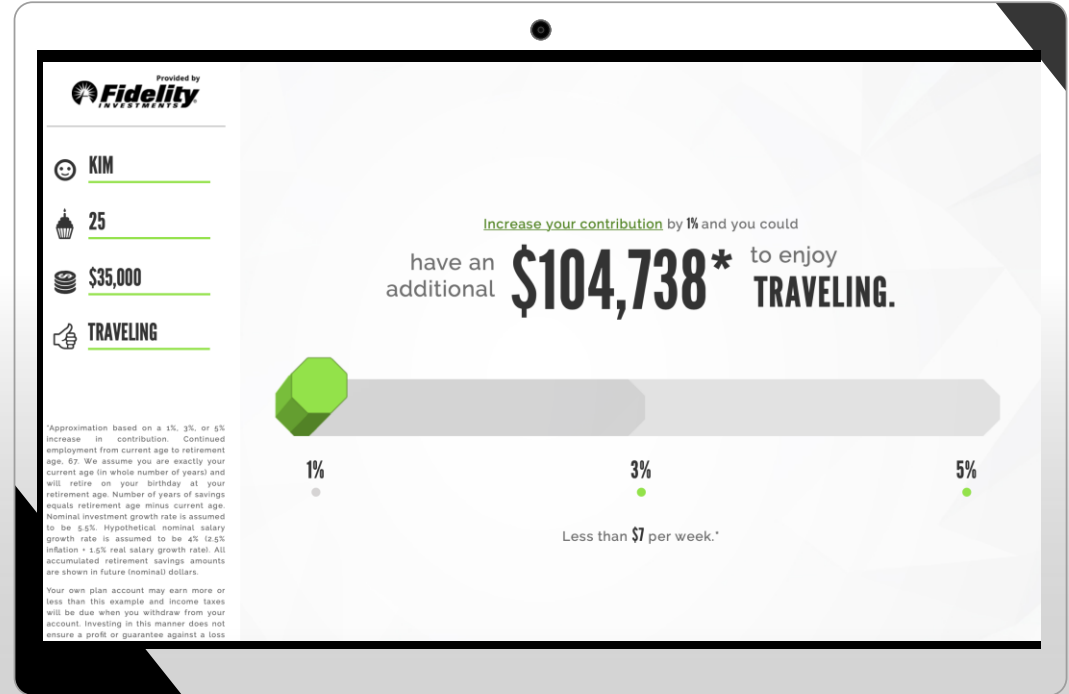 Provided by
Fidelity
INVESTMENTS
KIM
25
$35,000
TRAVELING
*Approximation based on a 1%, 3%, or 5%
increase in contribution. Continued
employment from current age to retirement
age, 67. We assume you are exactly your
current age (in whole number of years) and
will retire on your birthday at your
retirement age. Number of years of savings
equals retirement age minus current age.
Nominal investment growth rate is assumed
to be 5.5%. Hypothetical nominal salary
growth rate is assumed to be 4% (2.5%
inflation + 1.5% real salary growth rate). All
accumulated retirement savings amounts
are shown in future (nominal) dollars.
Your own plan account may earn more or
less than this example and income taxes
will be due when you withdraw from your
account. Investing in this manner does not
ensure a profit or guarantee against a loss
Increase your contribution by 1% and you could
have an additional $104,738* to enjoy TRAVELING.
1% 3% 5%
Less than $7 per week.*